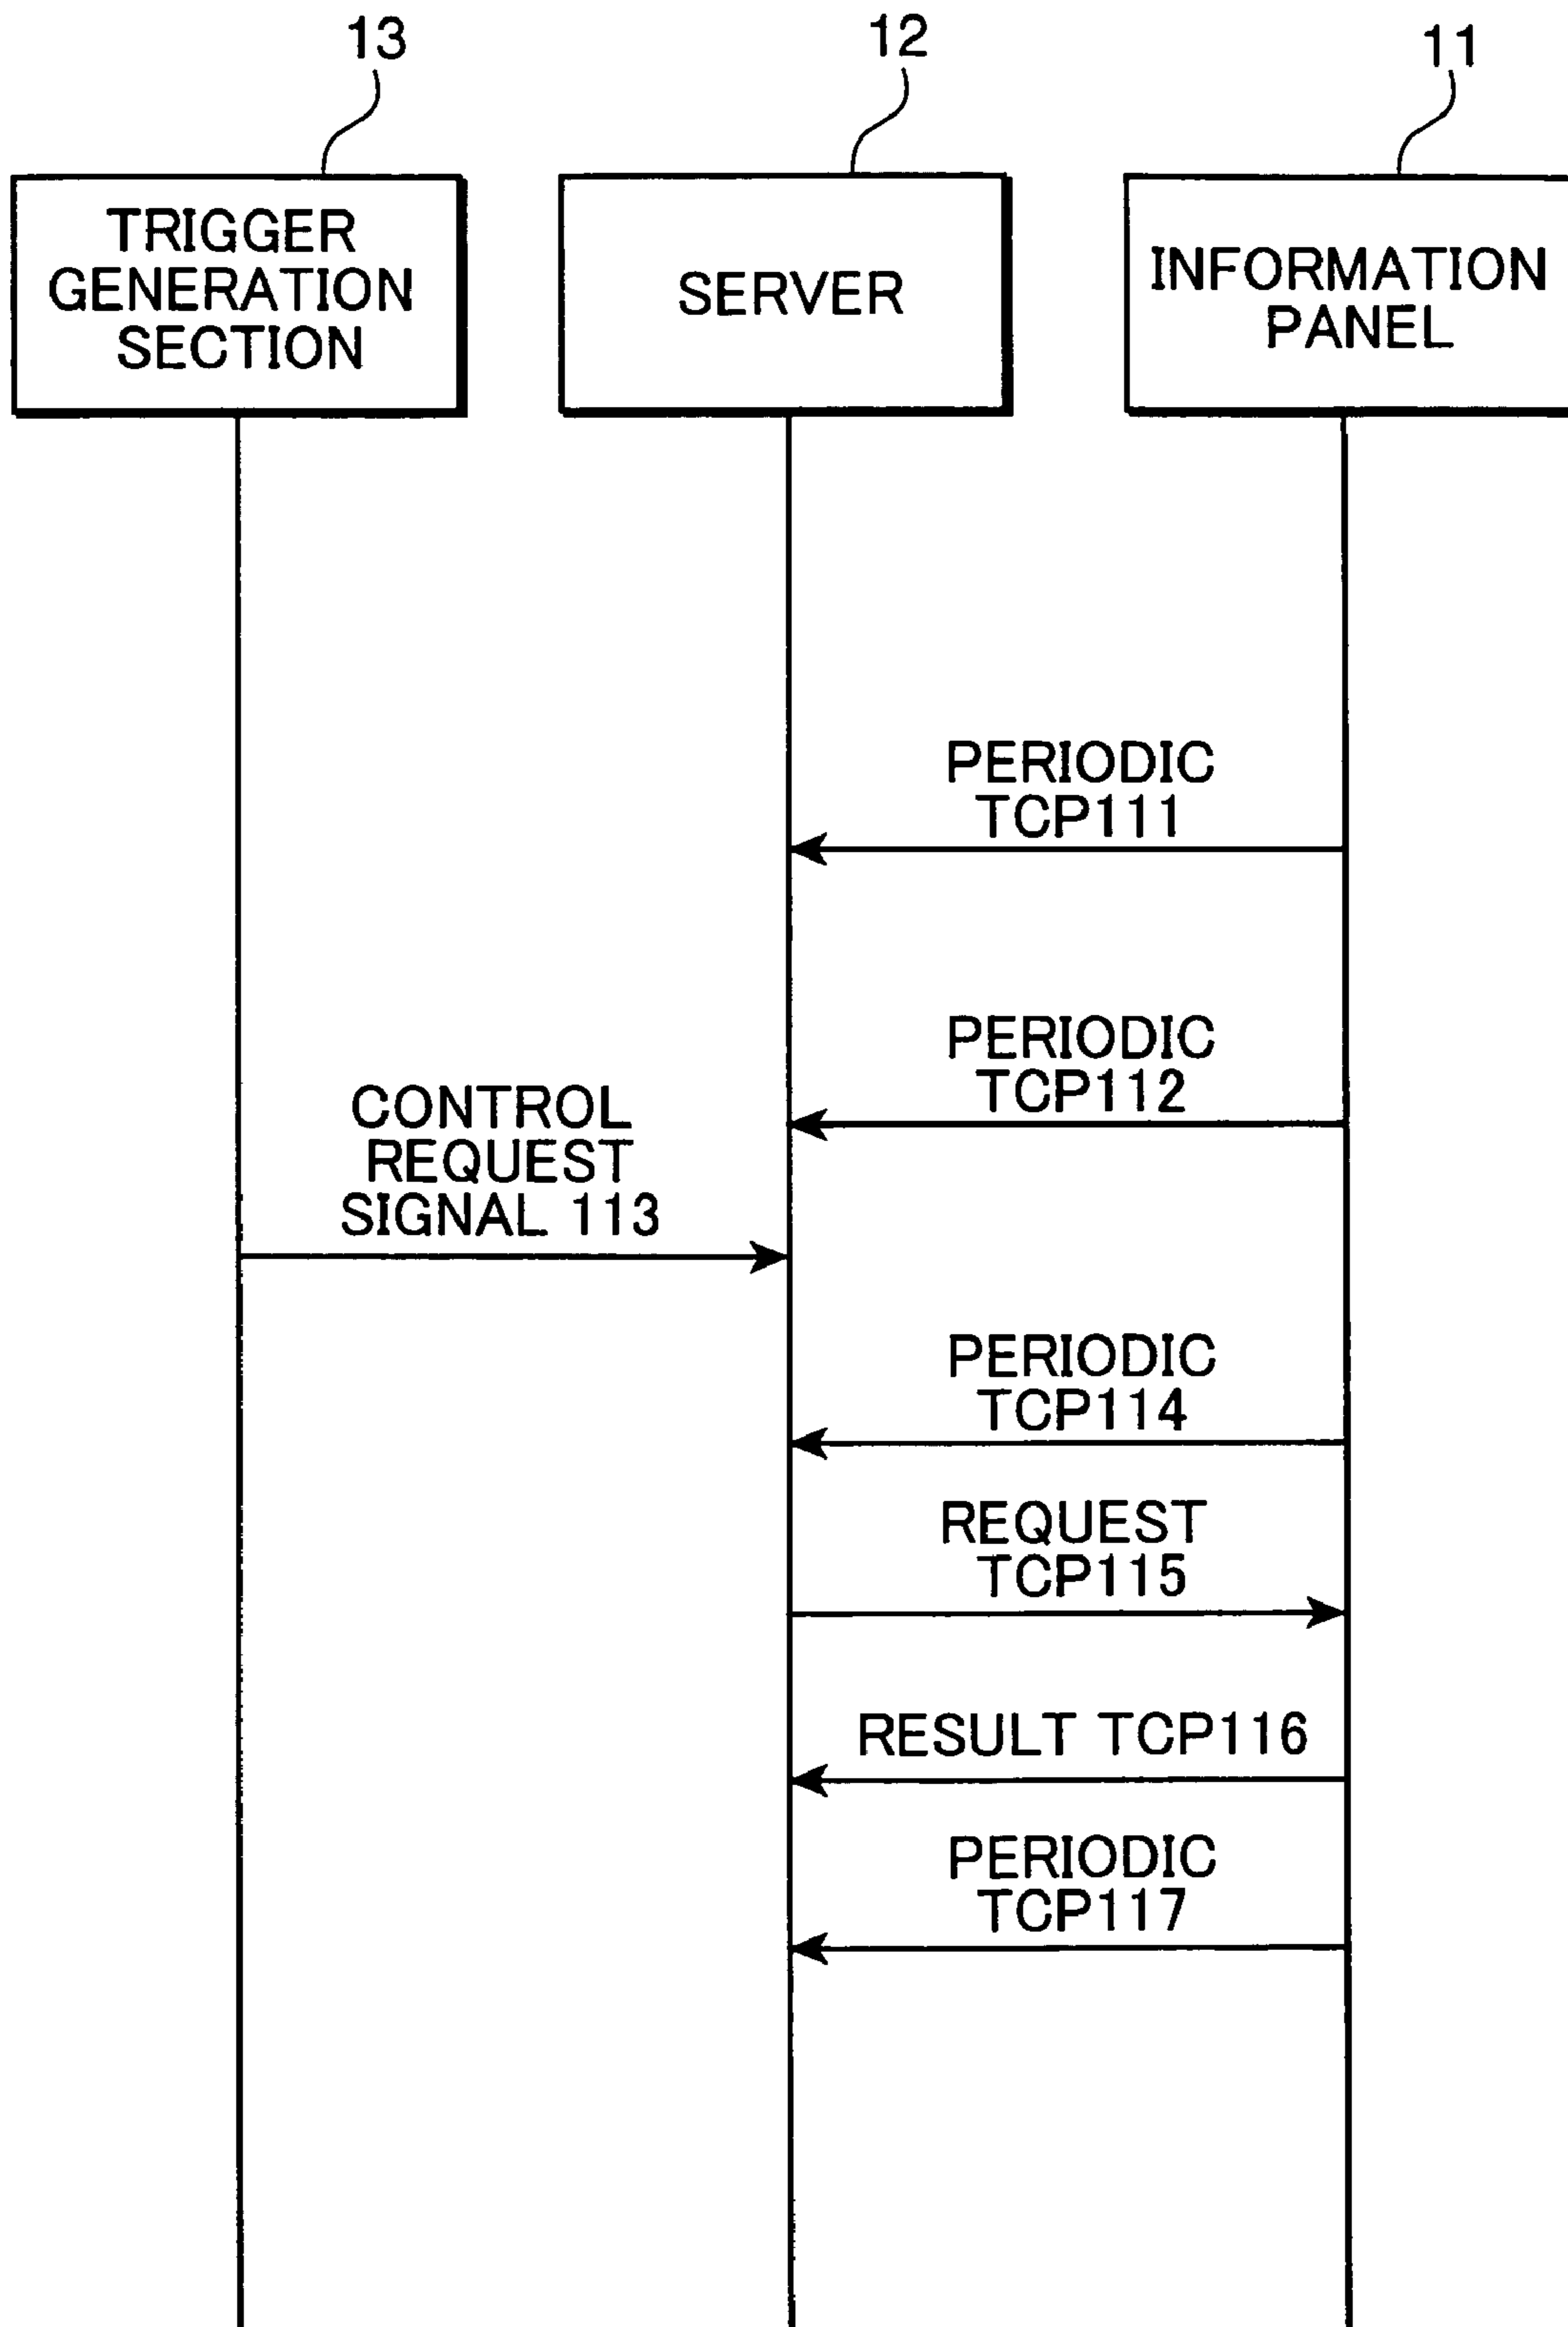 13
12
11
TRIGGER
GENERATION
SECTION
SERVER
INFORMATION
PANEL
PERIODIC
TCP111
PERIODIC
TCP112
CONTROL
REQUEST
SIGNAL 113
PERIODIC
TCP114
REQUEST
TCP115
RESULT TCP116
PERIODIC
TCP117